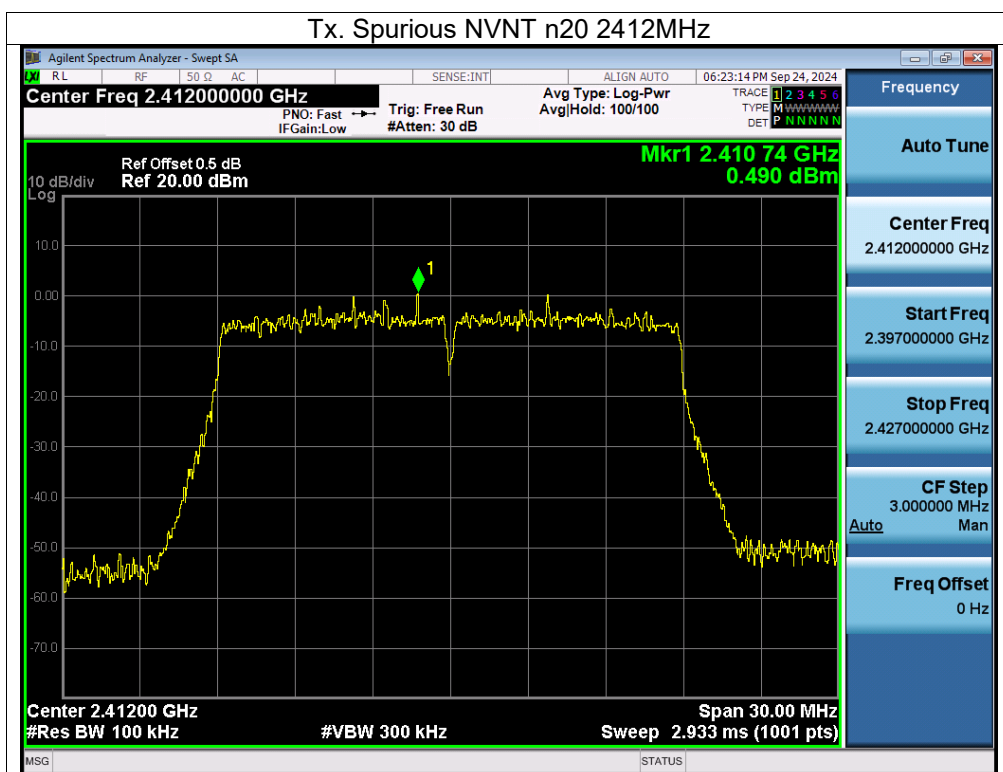 Tx. Spurious NVNT n20 2412MHz
Agilent Spectrum Analyzer - Swept SA
LXI RL RF 50 Ω AC SENSE:INT ALIGN AUTO 06:23:14 PM Sep 24, 2024
Center Freq 2.412000000 GHz
PNO: Fast
IFGain:Low
Trig: Free Run
#Atten: 30 dB
Avg Type: Log-Pwr
Avg|Hold: 100/100
TRACE 1 2 3 4 5 6
TYPE M WWWWW
DET P N N N N N
Mkr1 2.410 74 GHz
0.490 dBm
Ref Offset 0.5 dB
10 dB/div Ref 20.00 dBm
Log
10.0
0.00
-10.0
-20.0
-30.0
-40.0
-50.0
-60.0
-70.0
1
Center 2.41200 GHz Span 30.00 MHz
#Res BW 100 kHz #VBW 300 kHz Sweep 2.933 ms (1001 pts)
MSG STATUS
Frequency
Auto Tune
Center Freq
2.412000000 GHz
Start Freq
2.397000000 GHz
Stop Freq
2.427000000 GHz
CF Step
3.000000 MHz
Auto Man
Freq Offset
0 Hz